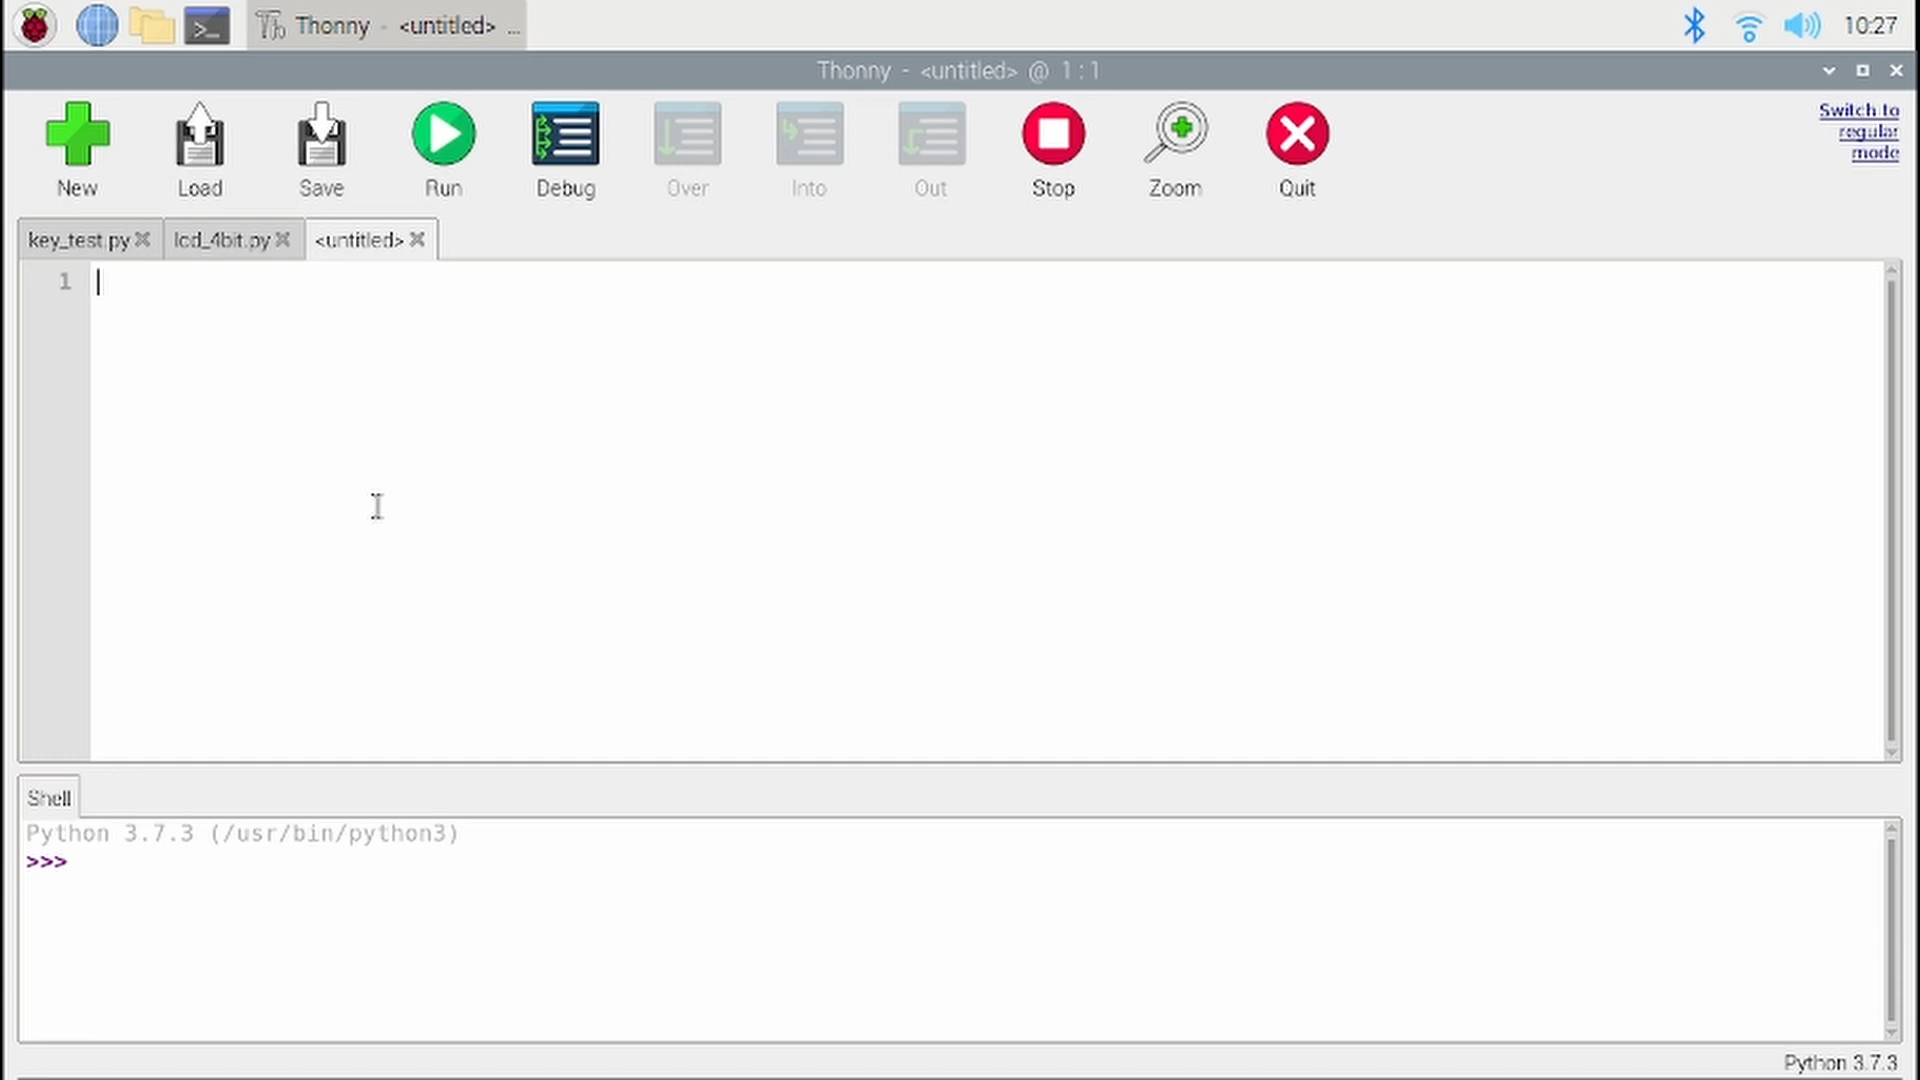 Thonny - <untitled> ... 10:27
Thonny - <untitled> @ 1 : 1
New Load Save Run Debug Over Into Out Stop Zoom Quit
Switch to
regular
mode
key_test.py lcd_4bit.py <untitled>
1
Shell
Python 3.7.3 (/usr/bin/python3)
>>>
Python 3.7.3